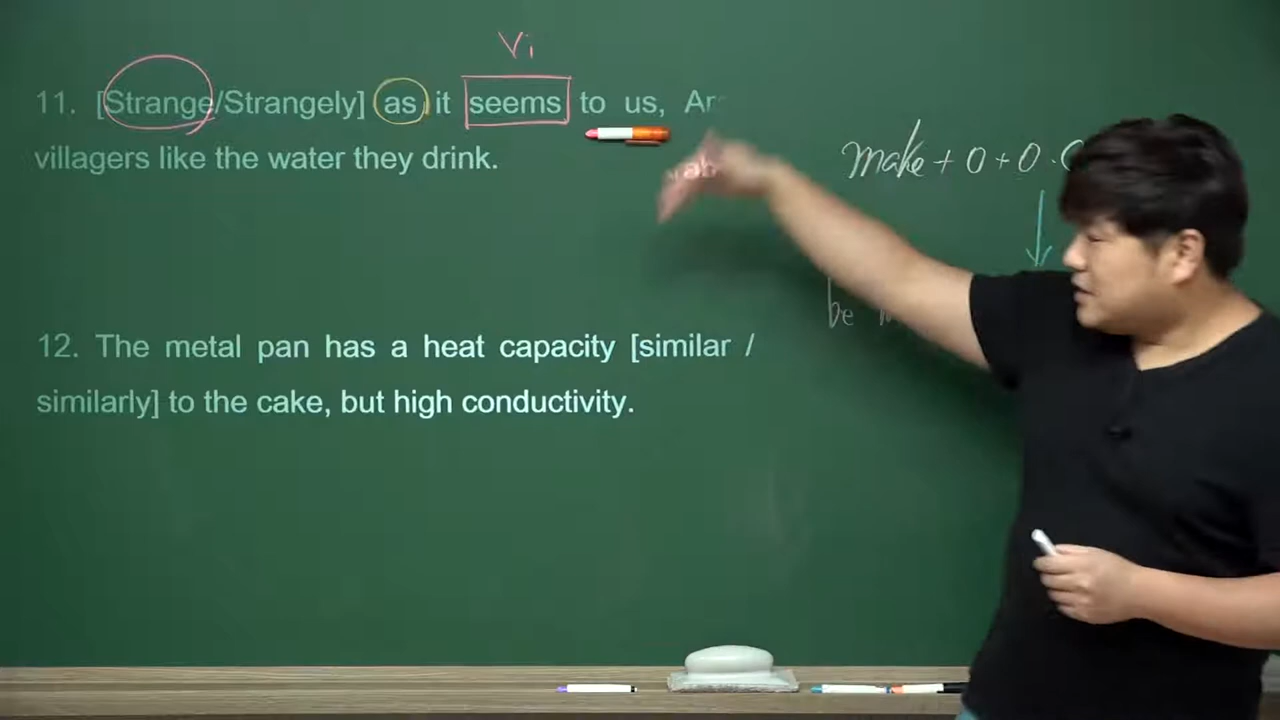 Vi
11. [Strange/Strangely] as it seems to us,
villagers like the water they drink.
make + O + O.C
be
12. The metal pan has a heat capacity [similar /
similarly] to the cake, but high conductivity.